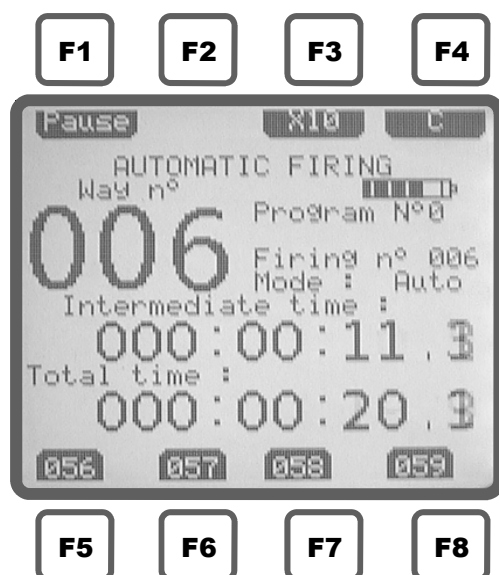 F1 F2 F3 F4
Pause X10 C
AUTOMATIC FIRING
Way n°
006
Program N°0
Firing n° 006
Mode : Auto
Intermediate time :
000:00:11.3
Total time :
000:00:20.3
056 057 058 059
F5 F6 F7 F8